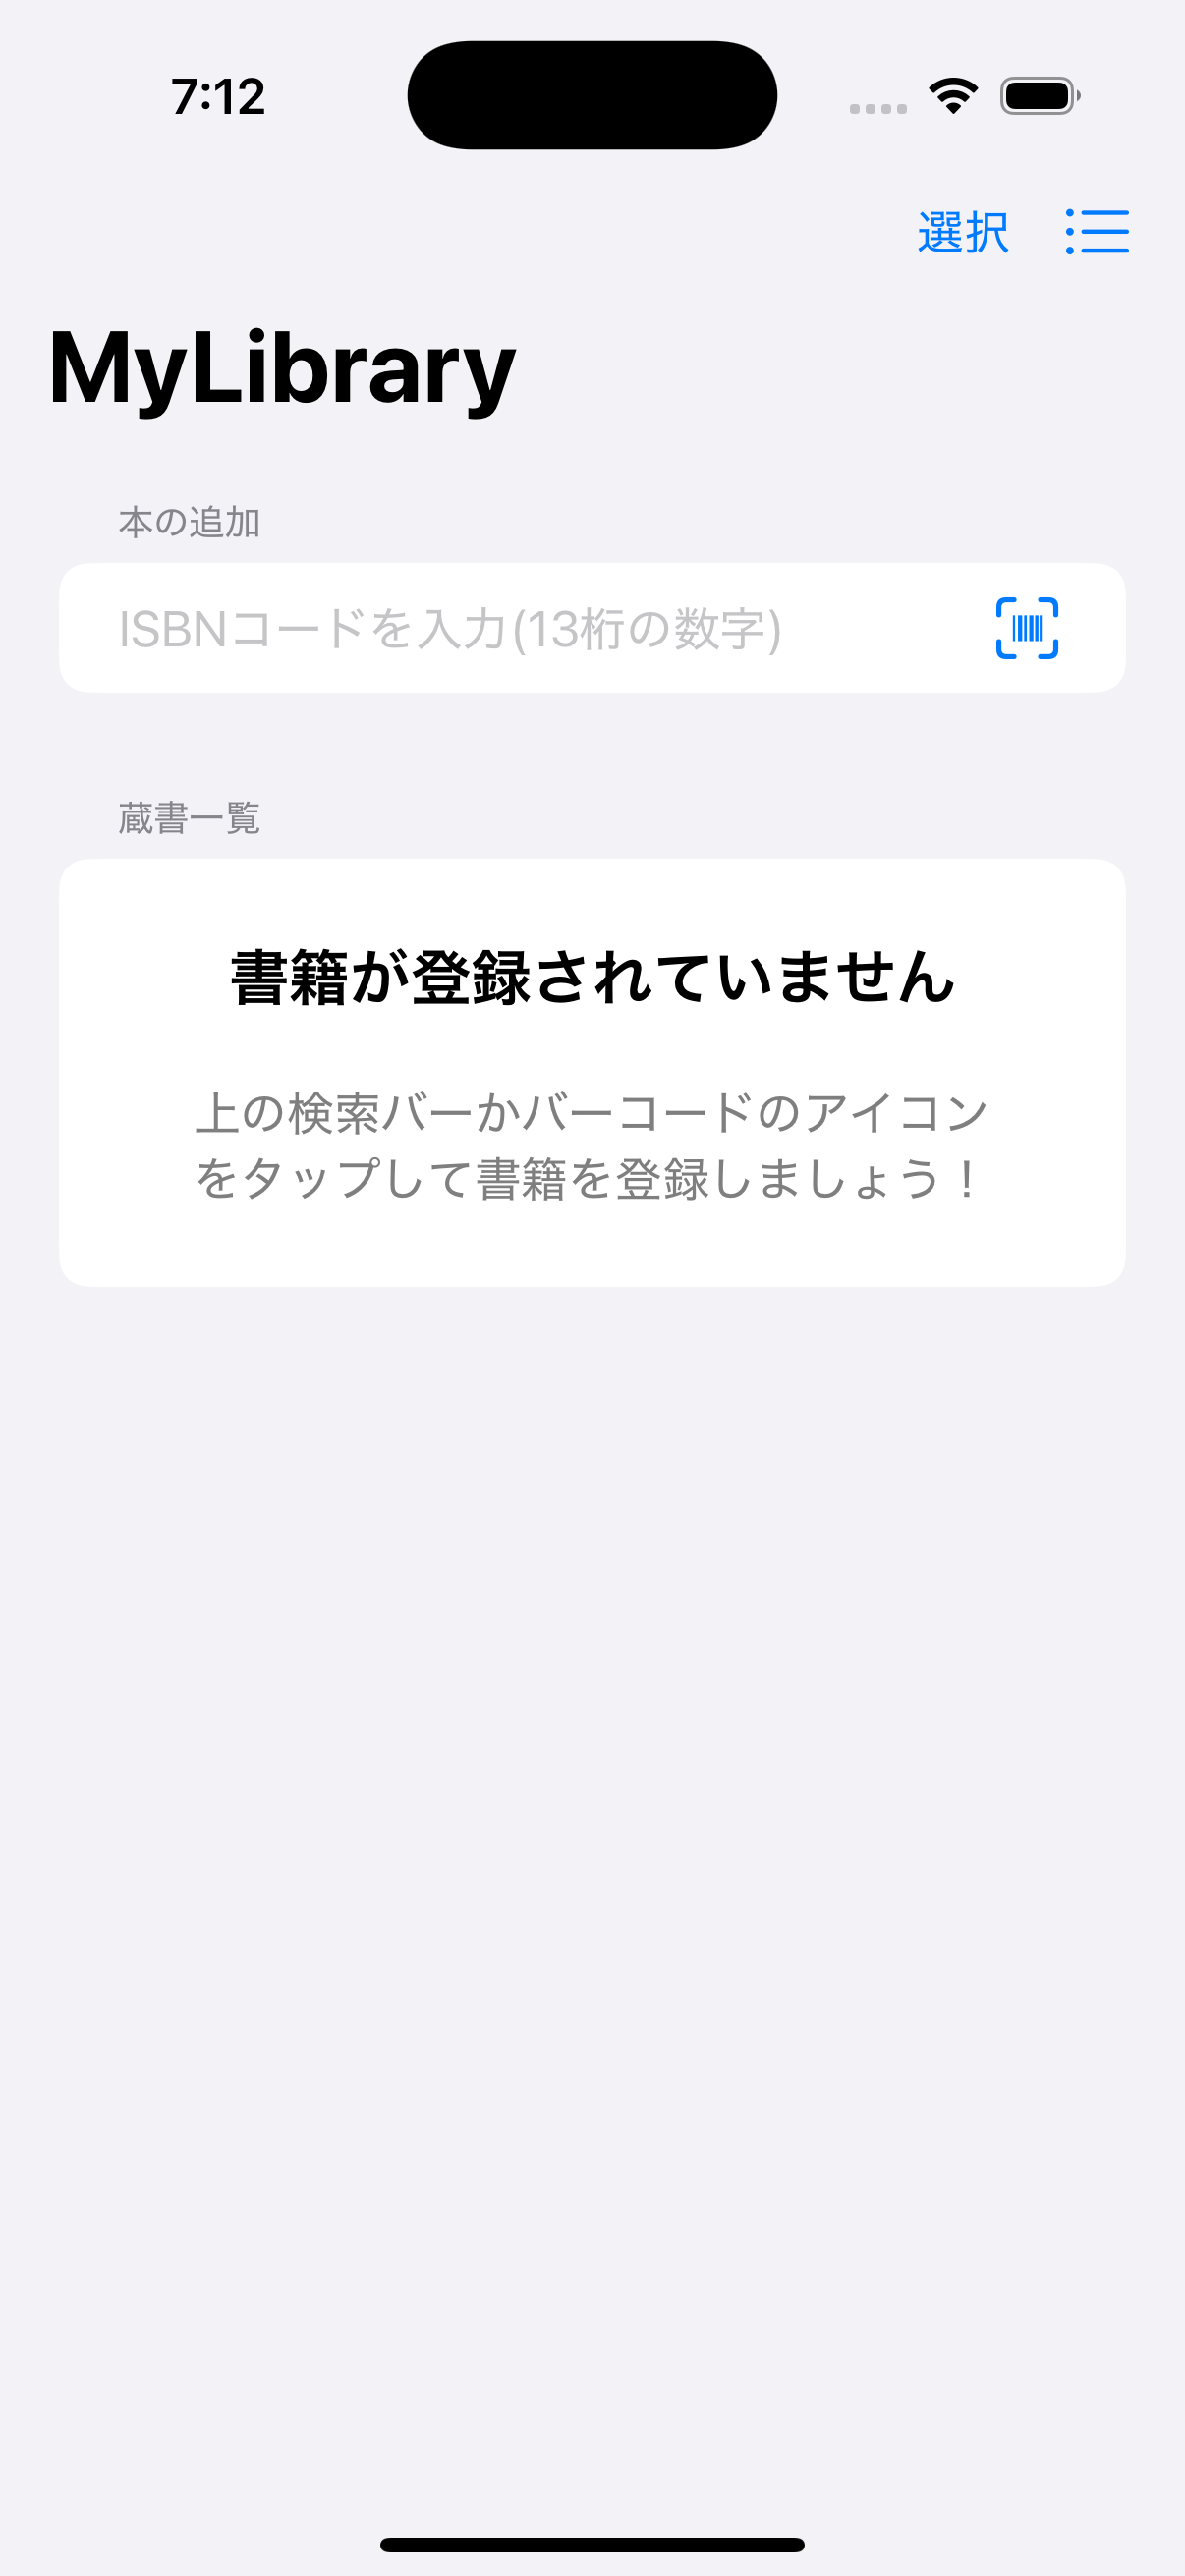 7:12
選択
MyLibrary
本の追加
ISBNコードを入力(13桁の数字)
蔵書一覧
書籍が登録されていません
上の検索バーかバーコードのアイコン
をタップして書籍を登録しましょう！